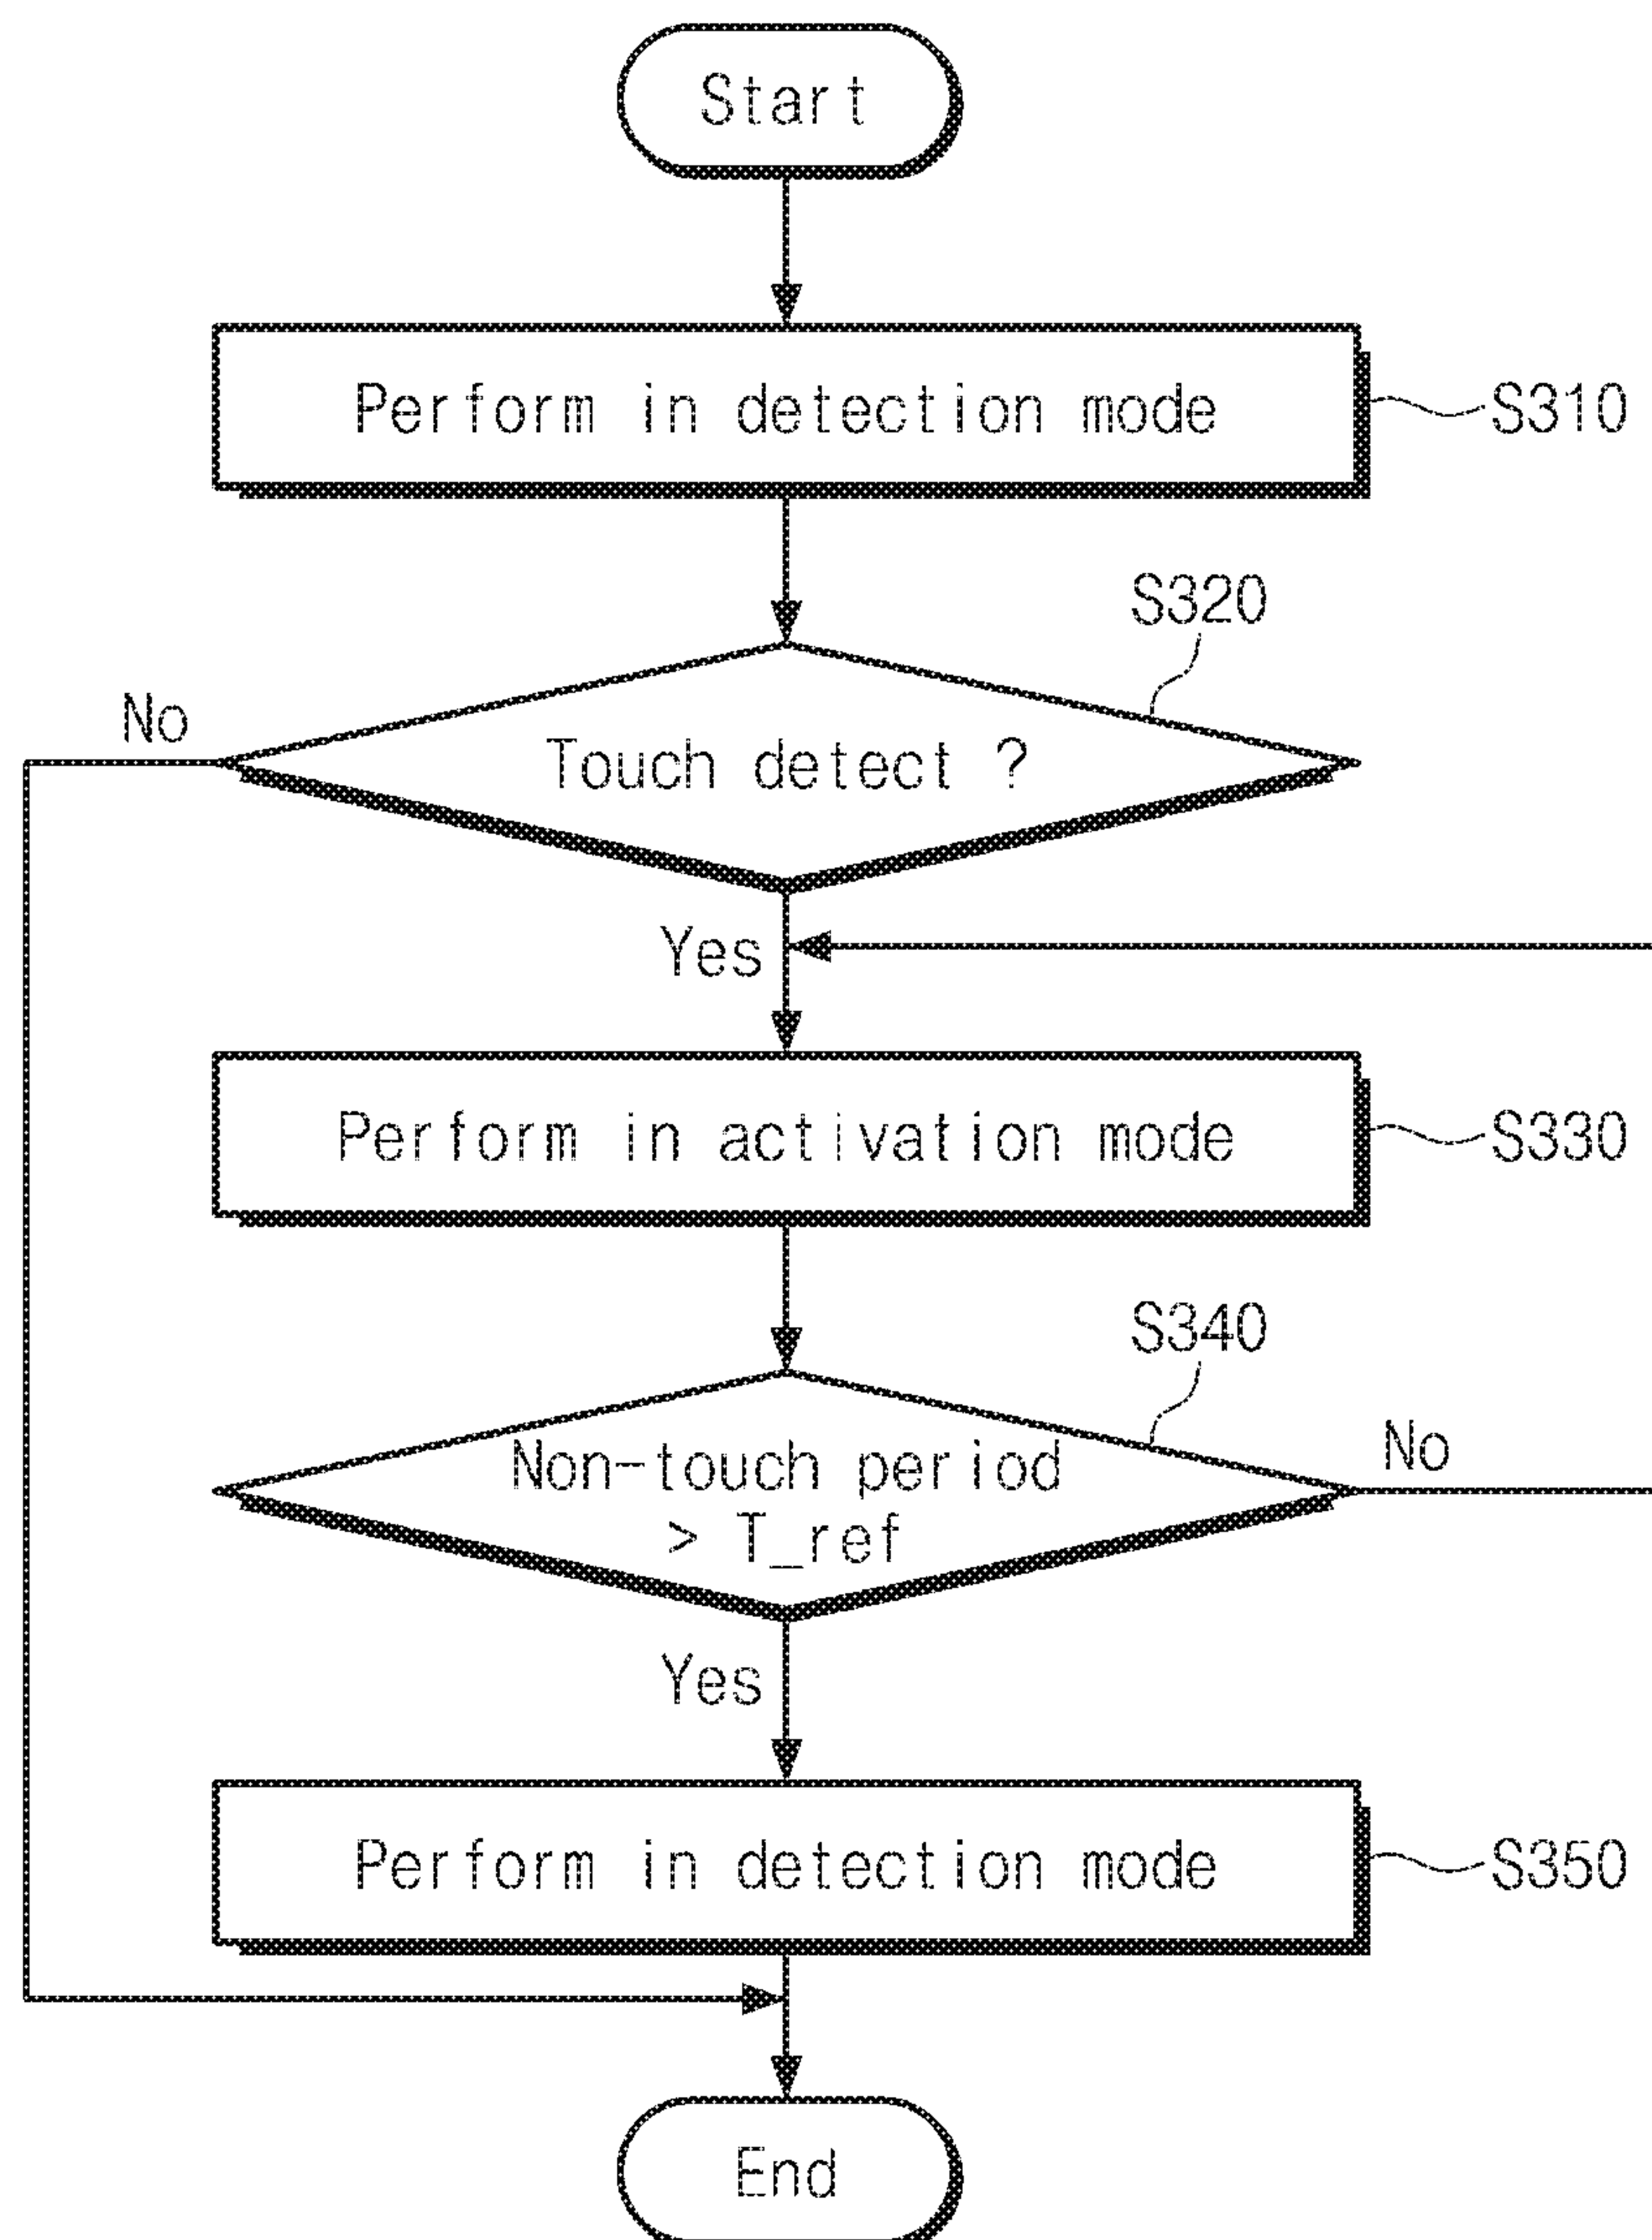 Start
Perform in detection mode
S310
S320
No
Touch detect ?
Yes
Perform in activation mode
S330
S340
Non-touch period
> T_ref
No
Yes
Perform in detection mode
S350
End